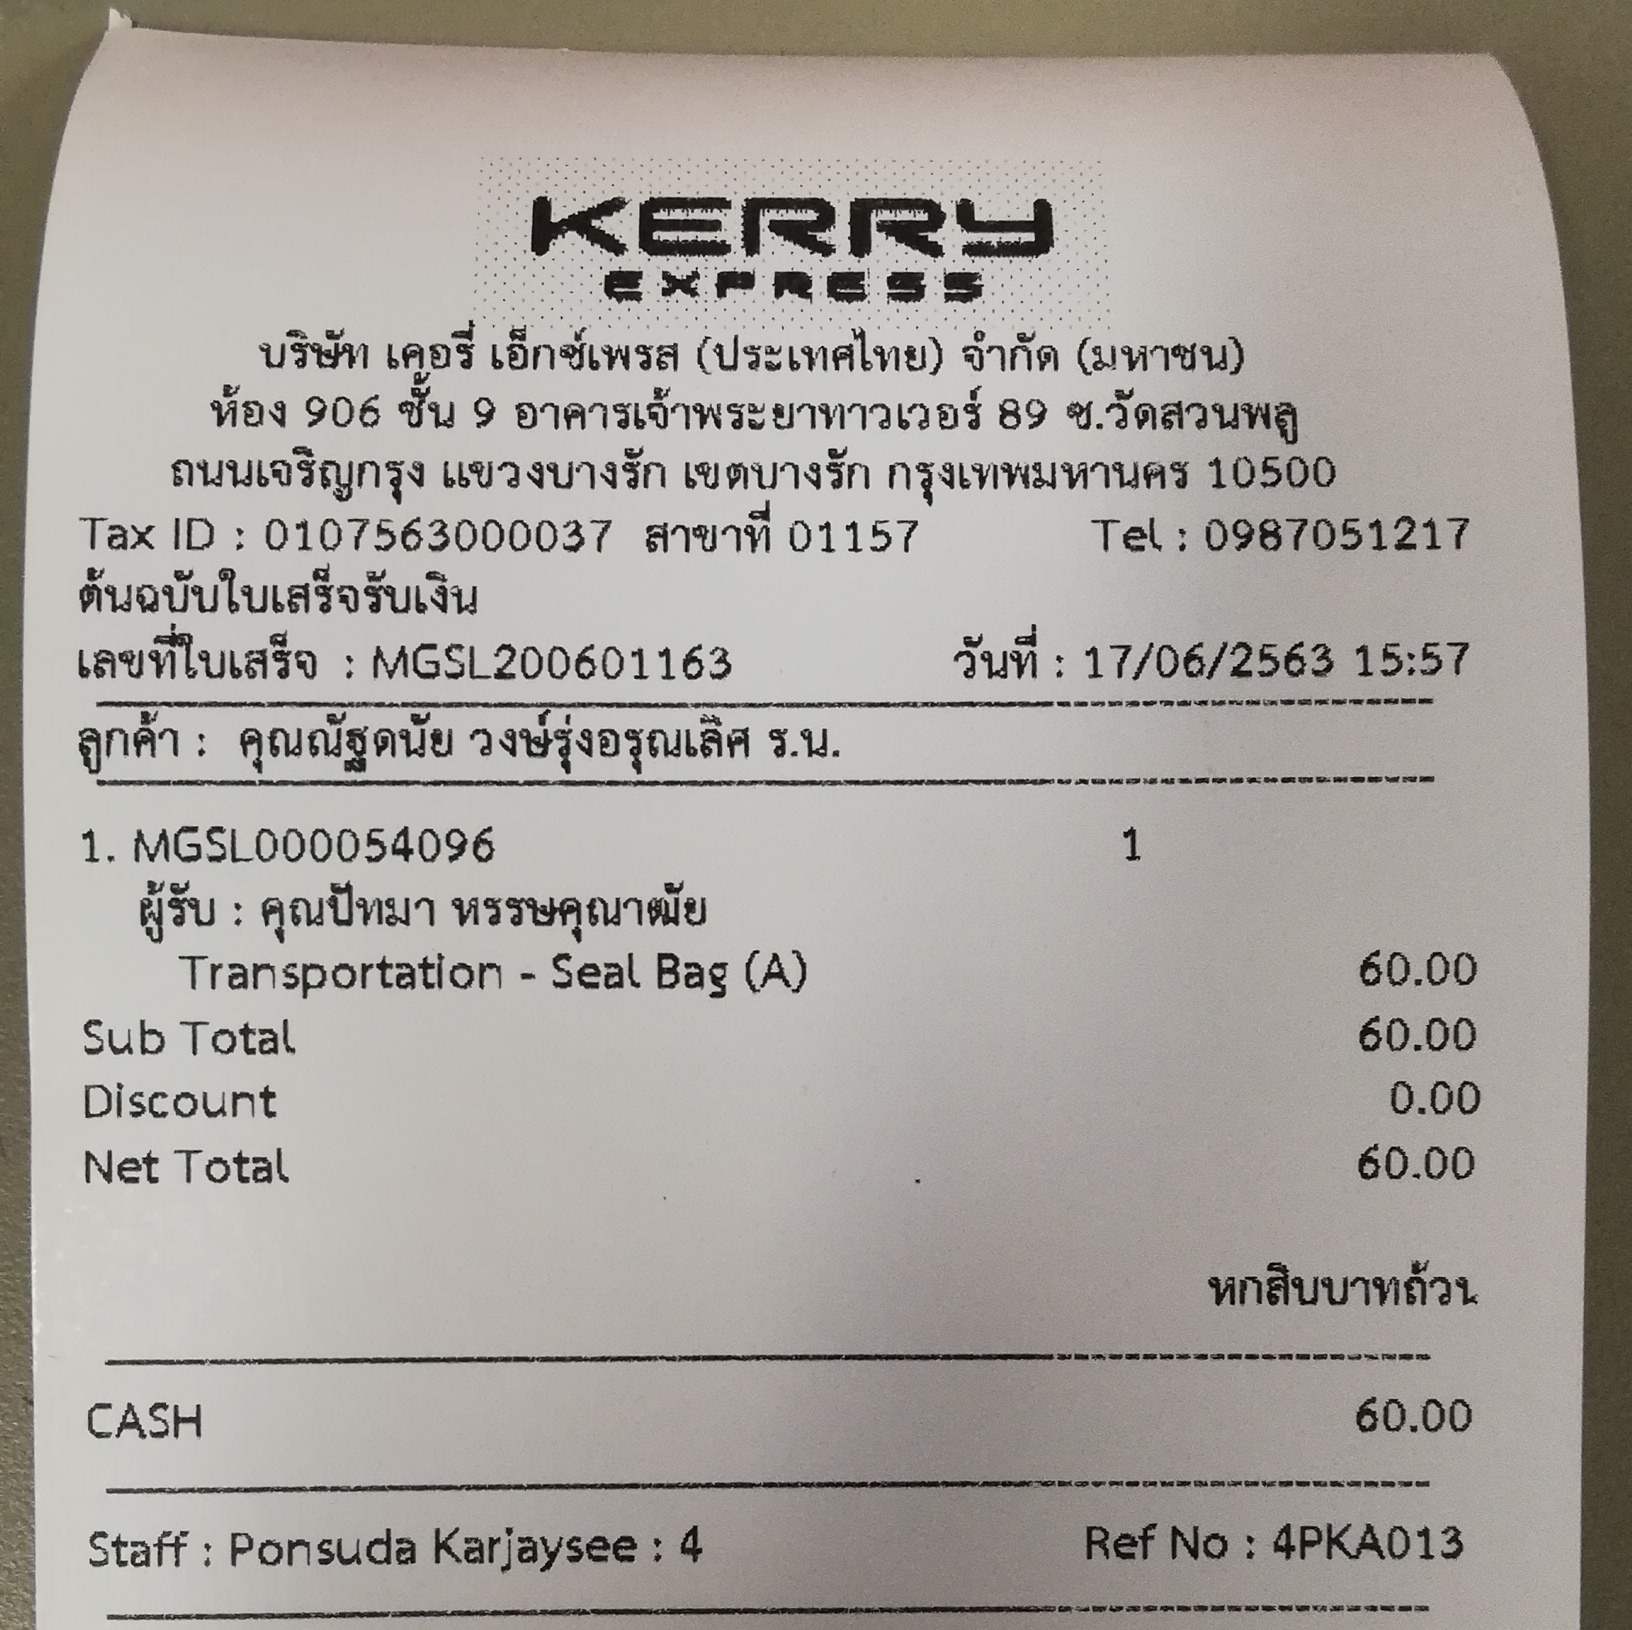 KERRY
EXPRESS
บริษัท เคอรี่ เอ็กซ์เพรส (ประเทศไทย) จำกัด (มหาชน)
ห้อง 906 ชั้น 9 อาคารเจ้าพระยาทาวเวอร์ 89 ซ.วัดสวนพลู
ถนนเจริญกรุง แขวงบางรัก เขตบางรัก กรุงเทพมหานคร 10500
Tax ID : 0107563000037 สาขาที่ 01157 Tel : 0987051217
ต้นฉบับใบเสร็จรับเงิน
เลขที่ใบเสร็จ : MGSL200601163 วันที่ : 17/06/2563 15:57
ลูกค้า : คุณณัฐดนัย วงษ์รุ่งอรุณเลิศ ร.น.
1. MGSL000054096 1
ผู้รับ : คุณปัทมา หรรษคุณาฒัย
Transportation - Seal Bag (A) 60.00
Sub Total 60.00
Discount 0.00
Net Total 60.00
หกสิบบาทถ้วน
CASH 60.00
Staff : Ponsuda Karjaysee : 4 Ref No : 4PKA013